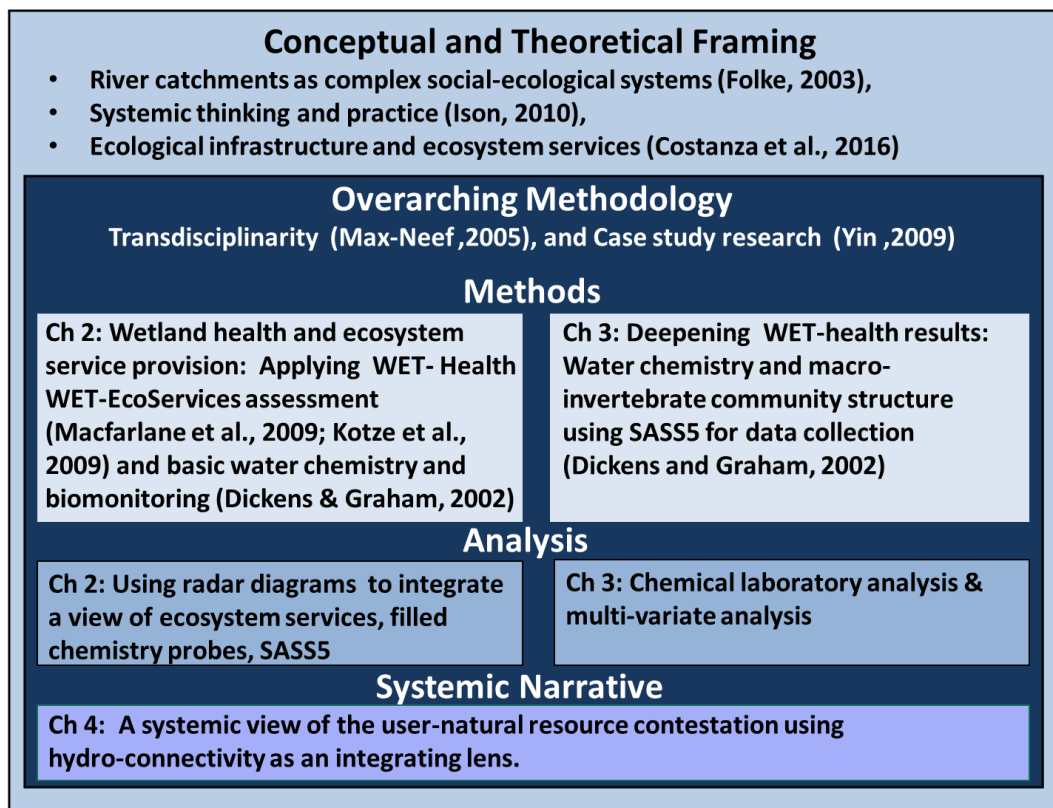 Conceptual and Theoretical Framing
• River catchments as complex social-ecological systems (Folke, 2003),
• Systemic thinking and practice (Ison, 2010),
• Ecological infrastructure and ecosystem services (Costanza et al., 2016)
Overarching Methodology
Transdisciplinarity (Max-Neef ,2005), and Case study research (Yin ,2009)
Methods
Ch 2: Wetland health and ecosystem
service provision: Applying WET- Health
WET-EcoServices assessment
(Macfarlane et al., 2009; Kotze et al.,
2009) and basic water chemistry and
biomonitoring (Dickens & Graham, 2002)
Ch 3: Deepening WET-health results:
Water chemistry and macro-
invertebrate community structure
using SASS5 for data collection
(Dickens and Graham, 2002)
Analysis
Ch 2: Using radar diagrams to integrate
a view of ecosystem services, filled
chemistry probes, SASS5
Ch 3: Chemical laboratory analysis &
multi-variate analysis
Systemic Narrative
Ch 4: A systemic view of the user-natural resource contestation using
hydro-connectivity as an integrating lens.